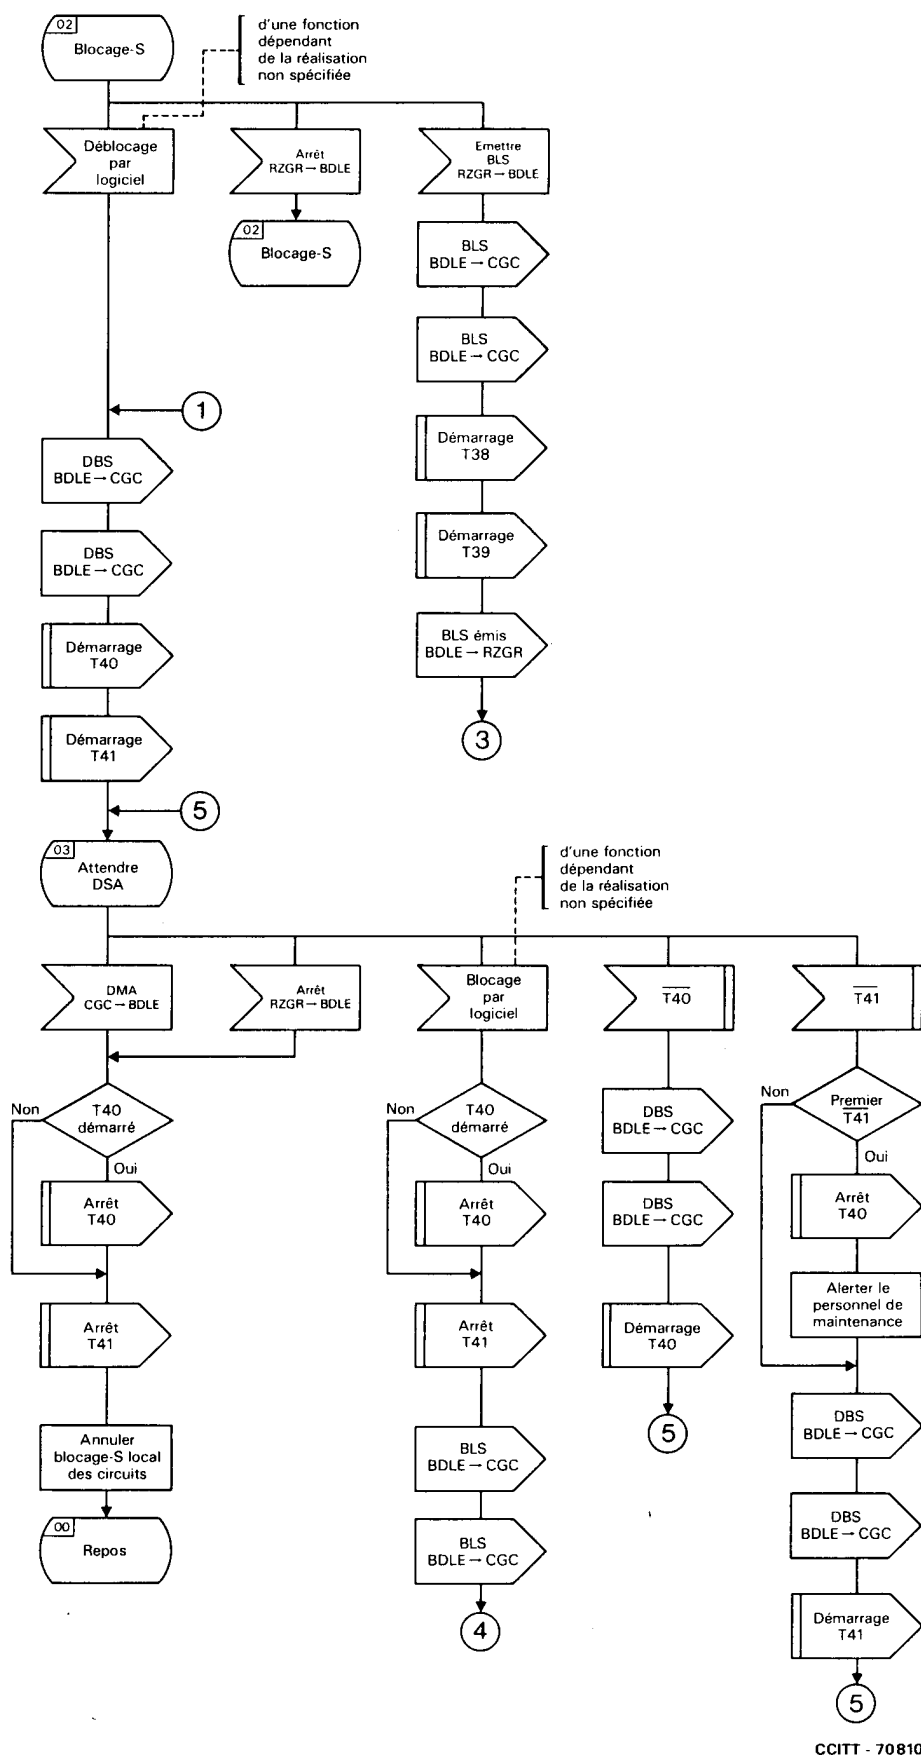 02
Blocage-S
d'une fonction
dépendant
de la réalisation
non spécifiée
Déblocage
par
logiciel
Arrêt
RZGR → BDLE
Emettre
BLS
RZGR → BDLE
02
Blocage-S
BLS
BDLE → CGC
BLS
BDLE → CGC
1
Démarrage
T38
DBS
BDLE → CGC
Démarrage
T39
DBS
BDLE → CGC
BLS émis
BDLE → RZGR
Démarrage
T40
3
Démarrage
T41
5
03
Attendre
DSA
d'une fonction
dépendant
de la réalisation
non spécifiée
DMA
CGC → BDLE
Arrêt
RZGR → BDLE
Blocage
par
logiciel
T40
T41
Non
T40
démarré
Oui
Non
T40
démarré
Oui
DBS
BDLE → CGC
Non
Premier
T41
Oui
Arrêt
T40
Arrêt
T40
DBS
BDLE → CGC
Arrêt
T40
Alerter le
personnel de
maintenance
Arrêt
T41
Arrêt
T41
Démarrage
T40
5
DBS
BDLE → CGC
Annuler
blocage-S local
des circuits
BLS
BDLE → CGC
00
Repos
BLS
BDLE → CGC
DBS
BDLE → CGC
4
Démarrage
T41
5
CCITT - 70810